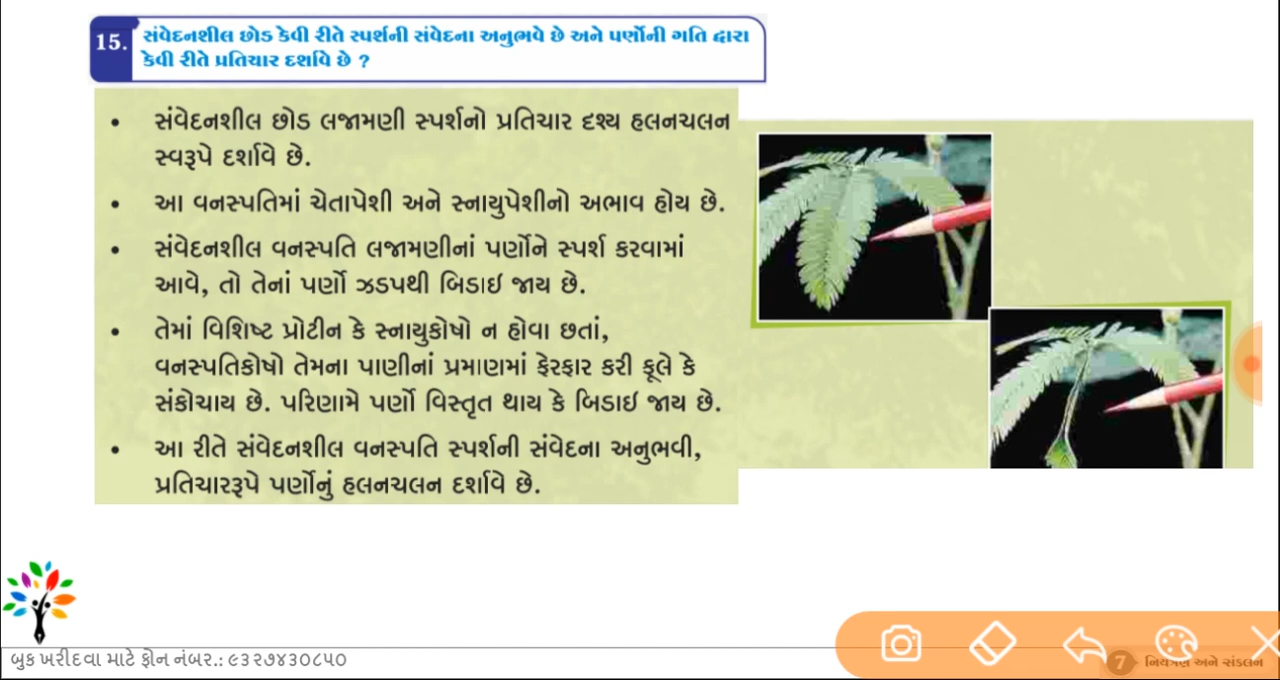 15. સંવેદનશીલ છોડ કેવી રીતે સ્પર્શની સંવેદના અનુભવે છે અને પર્ણોની ગતિ દ્વારા
કેવી રીતે પ્રતિચાર દર્શાવે છે ?
• સંવેદનશીલ છોડ લજામણી સ્પર્શનો પ્રતિચાર દશ્ય હલનચલન
સ્વરૂપે દર્શાવે છે.
• આ વનસ્પતિમાં ચેતાપેશી અને સ્નાયુપેશીનો અભાવ હોય છે.
• સંવેદનશીલ વનસ્પતિ લજામણીનાં પર્ણોને સ્પર્શ કરવામાં
આવે, તો તેનાં પર્ણો ઝડપથી બિડાઈ જાય છે.
• તેમાં વિશિષ્ટ પ્રોટીન કે સ્નાયુકોષો ન હોવા છતાં,
વનસ્પતિકોષો તેમના પાણીનાં પ્રમાણમાં ફેરફાર કરી ફૂલે કે
સંકોચાય છે. પરિણામે પર્ણો વિસ્તૃત થાય કે બિડાઈ જાય છે.
• આ રીતે સંવેદનશીલ વનસ્પતિ સ્પર્શની સંવેદના અનુભવી,
પ્રતિચારરૂપે પર્ણોનું હલનચલન દર્શાવે છે.
બુક ખરીદવા માટે ફોન નંબર.: ૯૩૨૭૪૩૦૮૫૦
7 નિયંત્રણ અને સંકલન